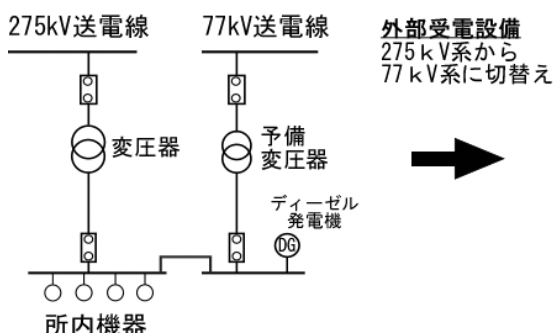 275kV送電線
77kV送電線
外部受電設備
275kV系から
77kV系に切替え
変圧器
予備
変圧器
ディーゼル
発電機
DG
所内機器